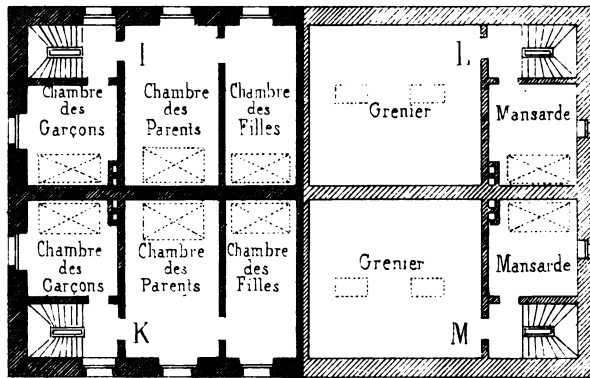 I
Chambre
des
Garçons
Chambre
des
Parents
Chambre
des
Filles
L
Grenier
Mansarde
Chambre
des
Garçons
Chambre
des
Parents
Chambre
des
Filles
K
Grenier
Mansarde
M